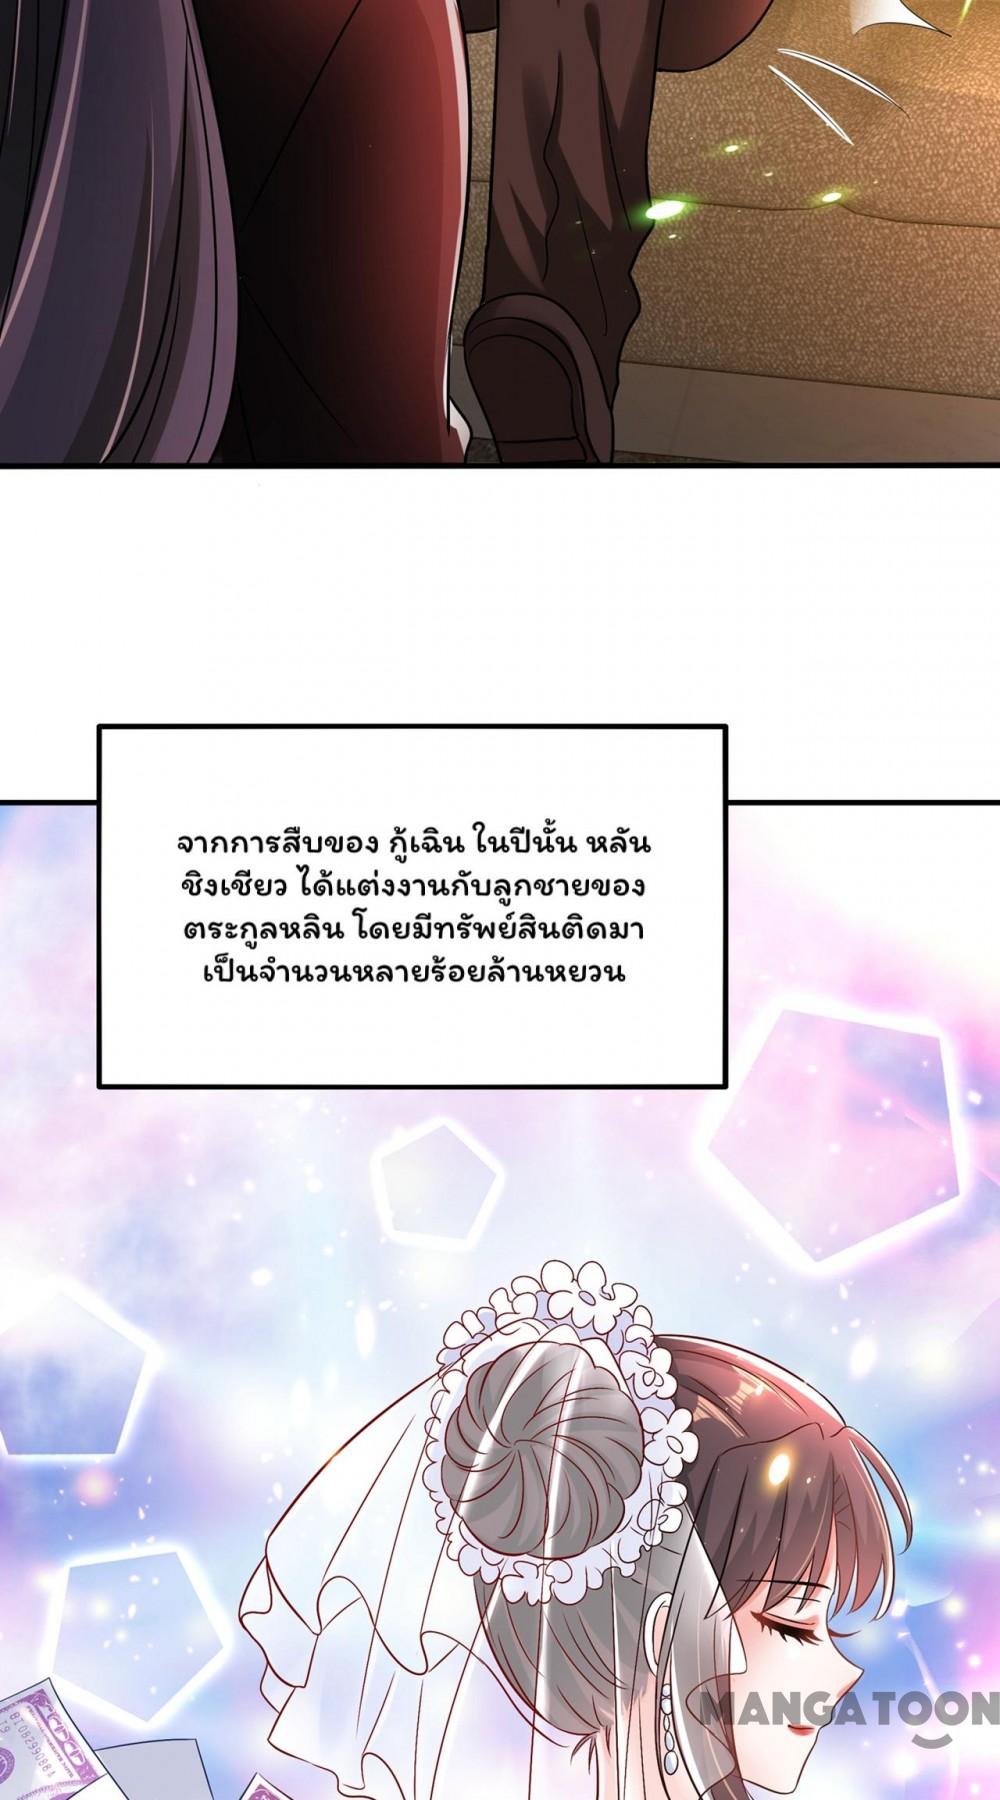 จากการสืบของ กู้เฉิน ในปีนั้น หลัน
ชิงเชียว ได้แต่งงานกับลูกชายของ
ตระกูลหลิน โดยมีทรัพย์สินติดมา
เป็นจำนวนหลายร้อยล้านหยวน
MANGATOON